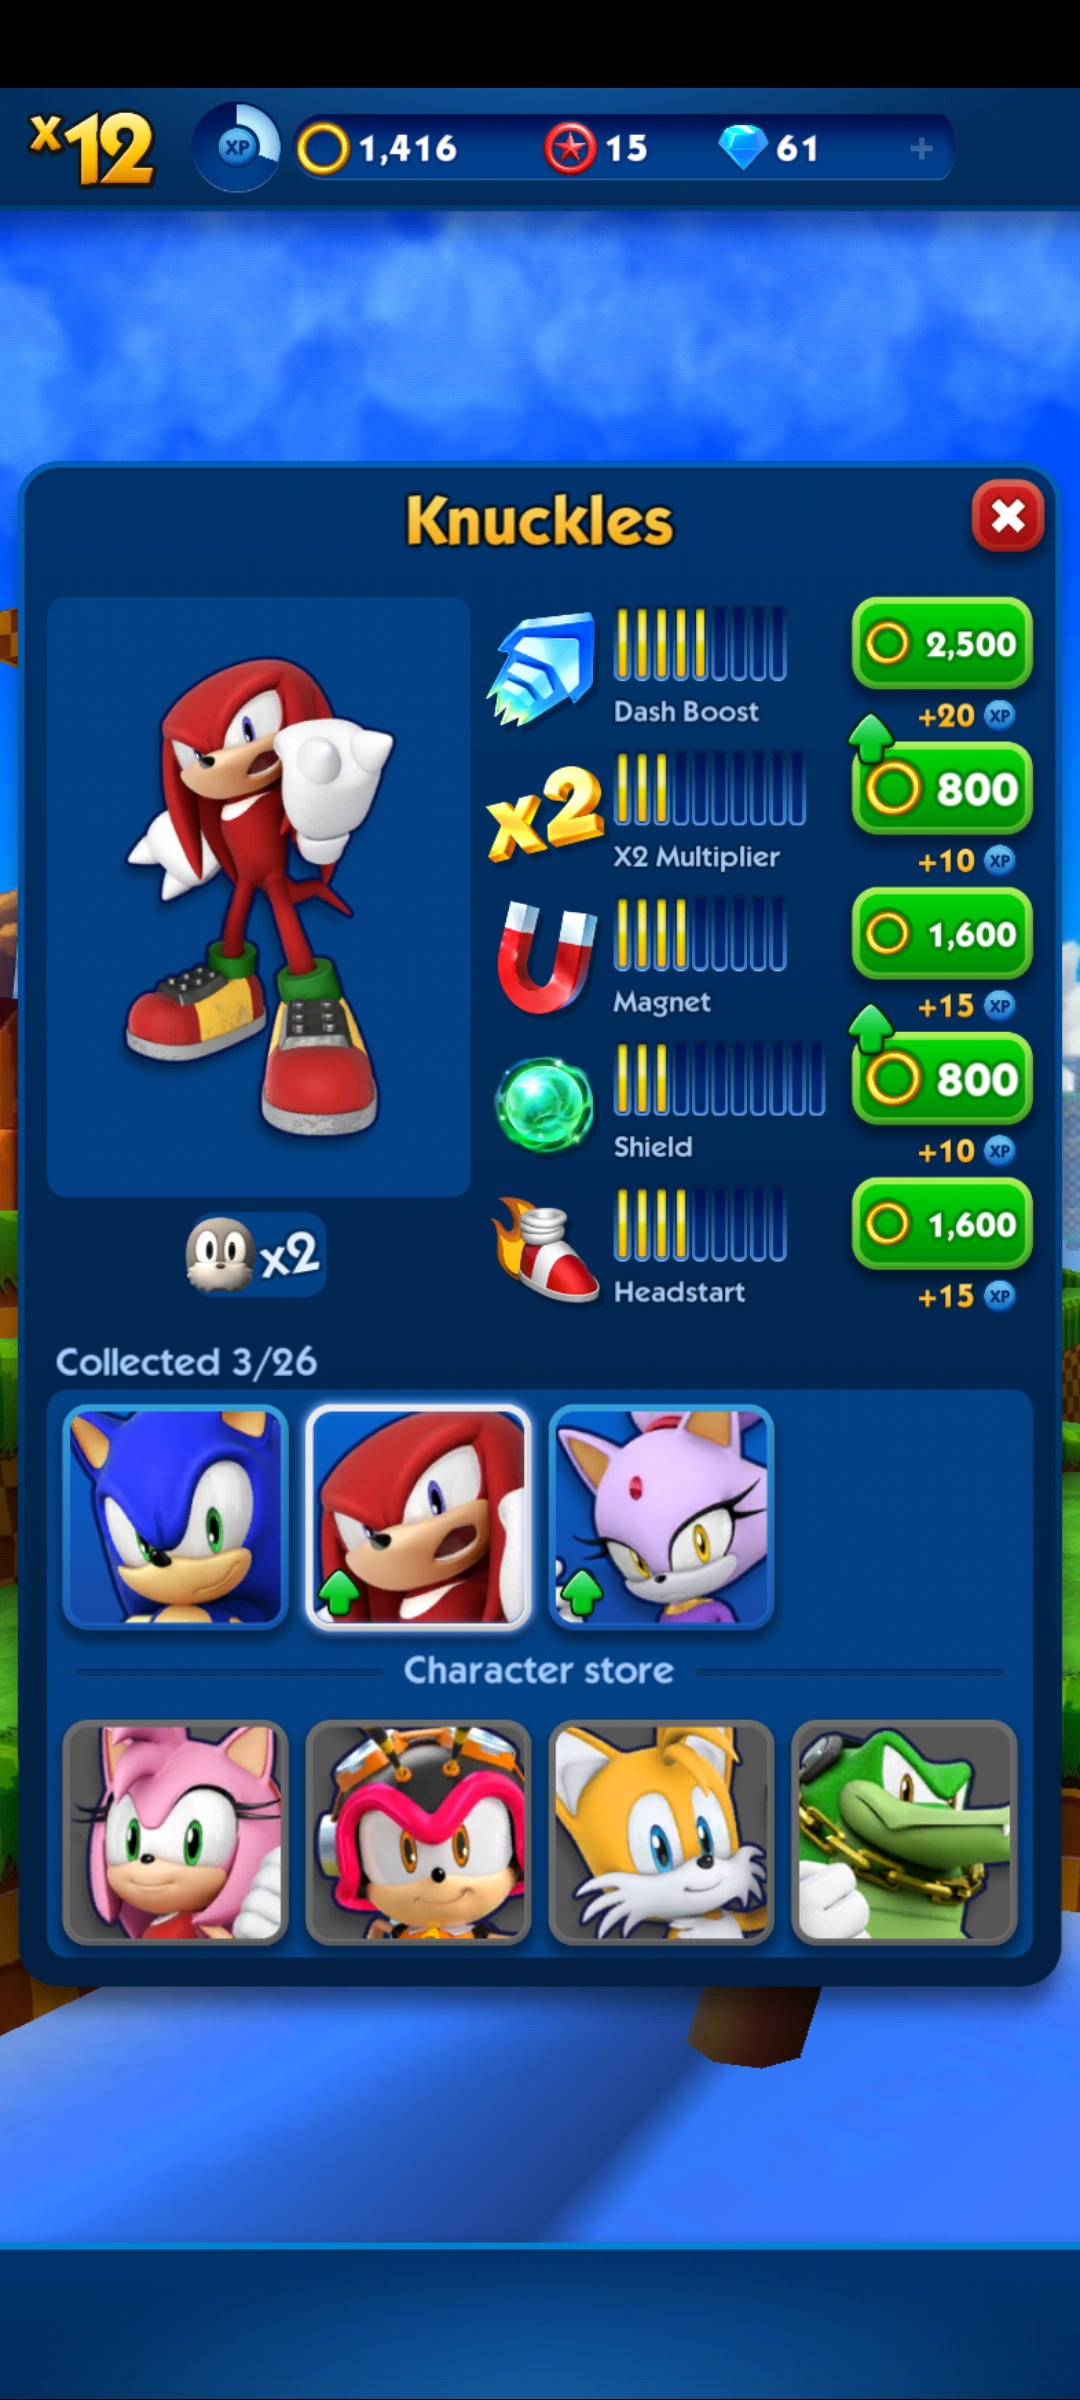 x12 XP 1,416 15 61 +
Knuckles
2,500
Dash Boost
+20 XP
x2
800
X2 Multiplier
+10 XP
1,600
Magnet
+15 XP
800
Shield
+10 XP
1,600
Headstart
+15 XP
x2
Collected 3/26
Character store